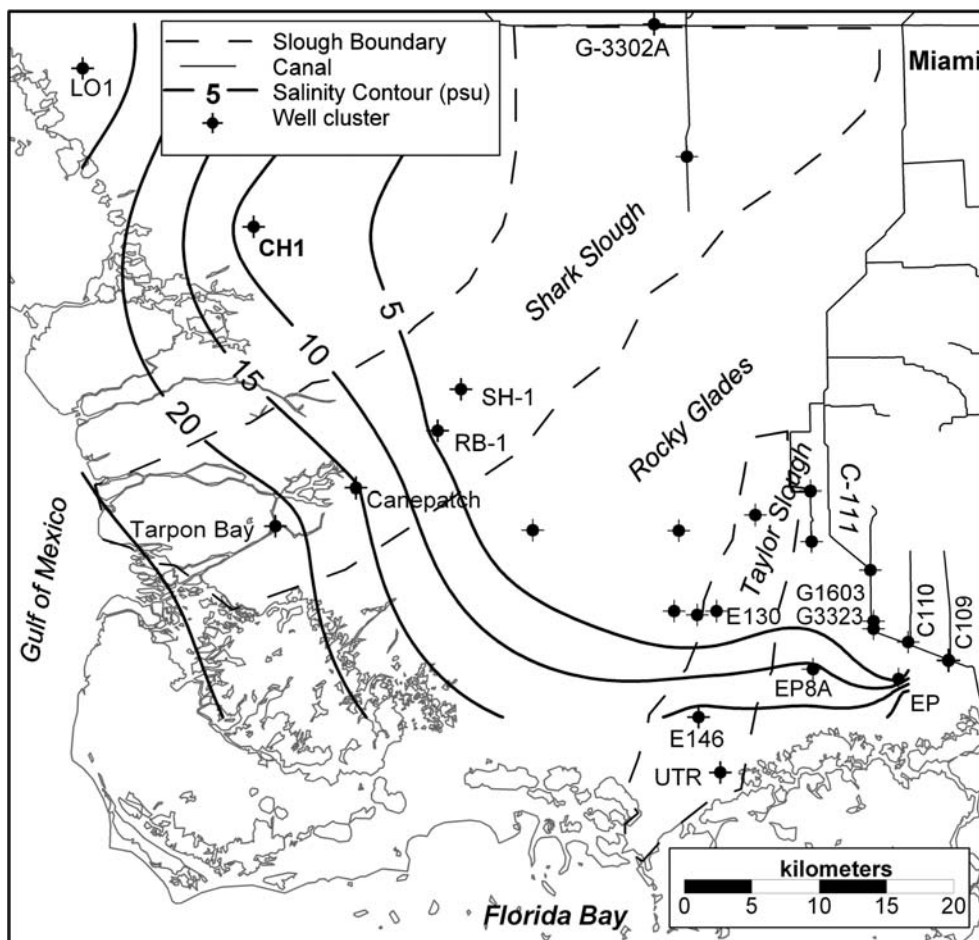 Slough Boundary
Canal
5 Salinity Contour (psu)
Well cluster
LO1
G-3302A
Miami
CH1
Shark Slough
5
10
15
20
SH-1
RB-1
Rocky Glades
Canepatch
Tarpon Bay
Gulf of Mexico
Taylor Slough
C-111
G1603
G3323
E130
C110
C109
EP8A
EP
E146
UTR
kilometers
0 5 10 15 20
Florida Bay